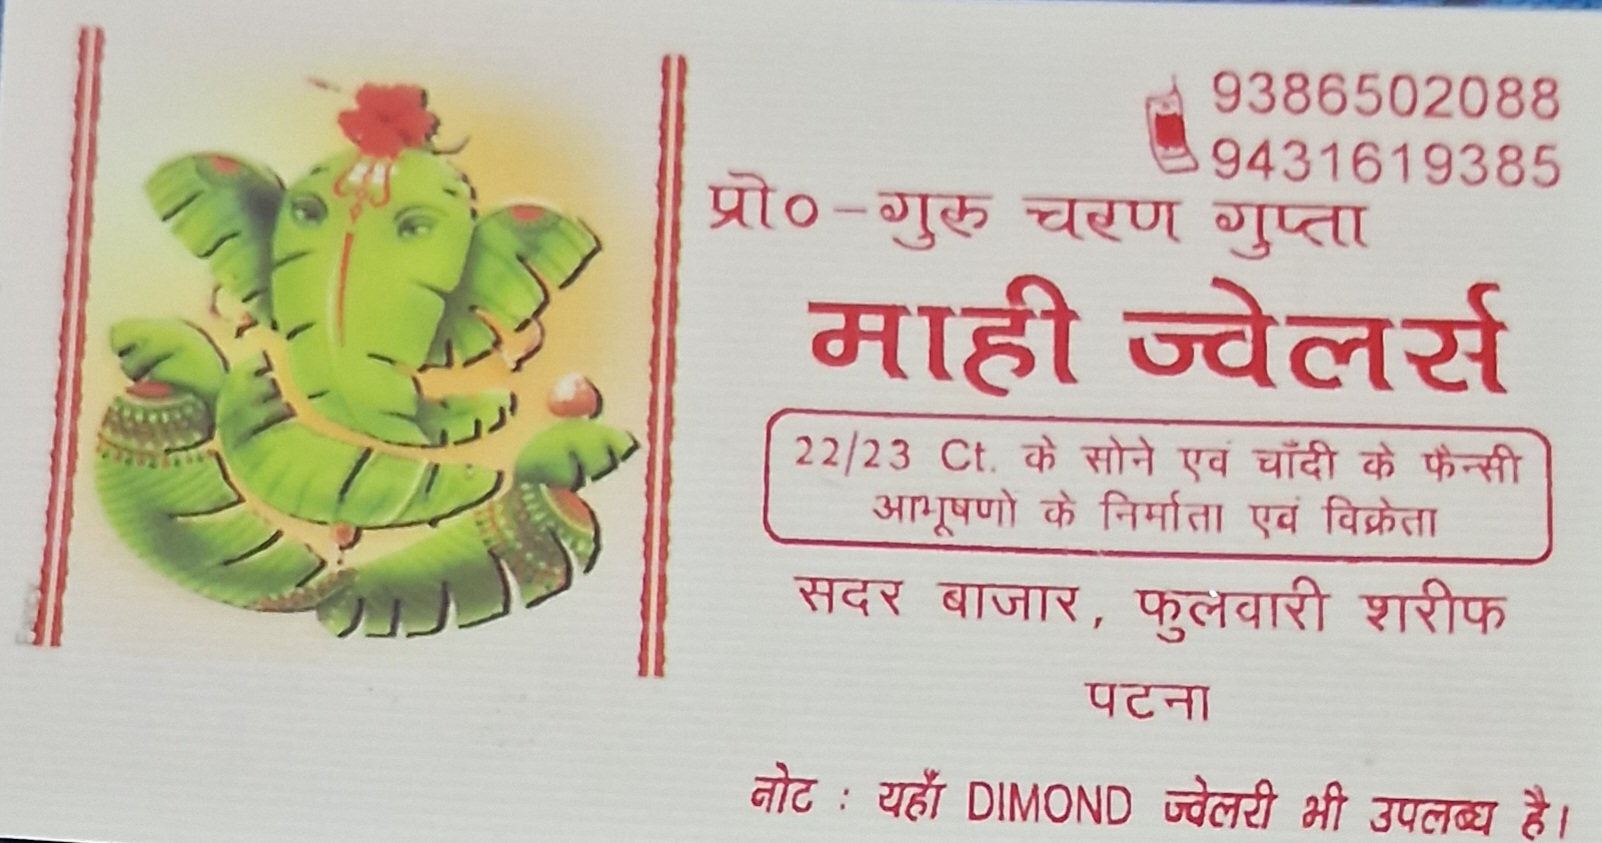 9386502088
9431619385
प्रो०-गुरु चरण गुप्ता
माही ज्वेलर्स
22/23 Ct. के सोने एवं चाँदी के फैन्सी
आभूषणो के निर्माता एवं विक्रेता
सदर बाजार, फुलवारी शरीफ
पटना
नोट : यहाँ DIMOND ज्वेलरी भी उपलब्ध है।